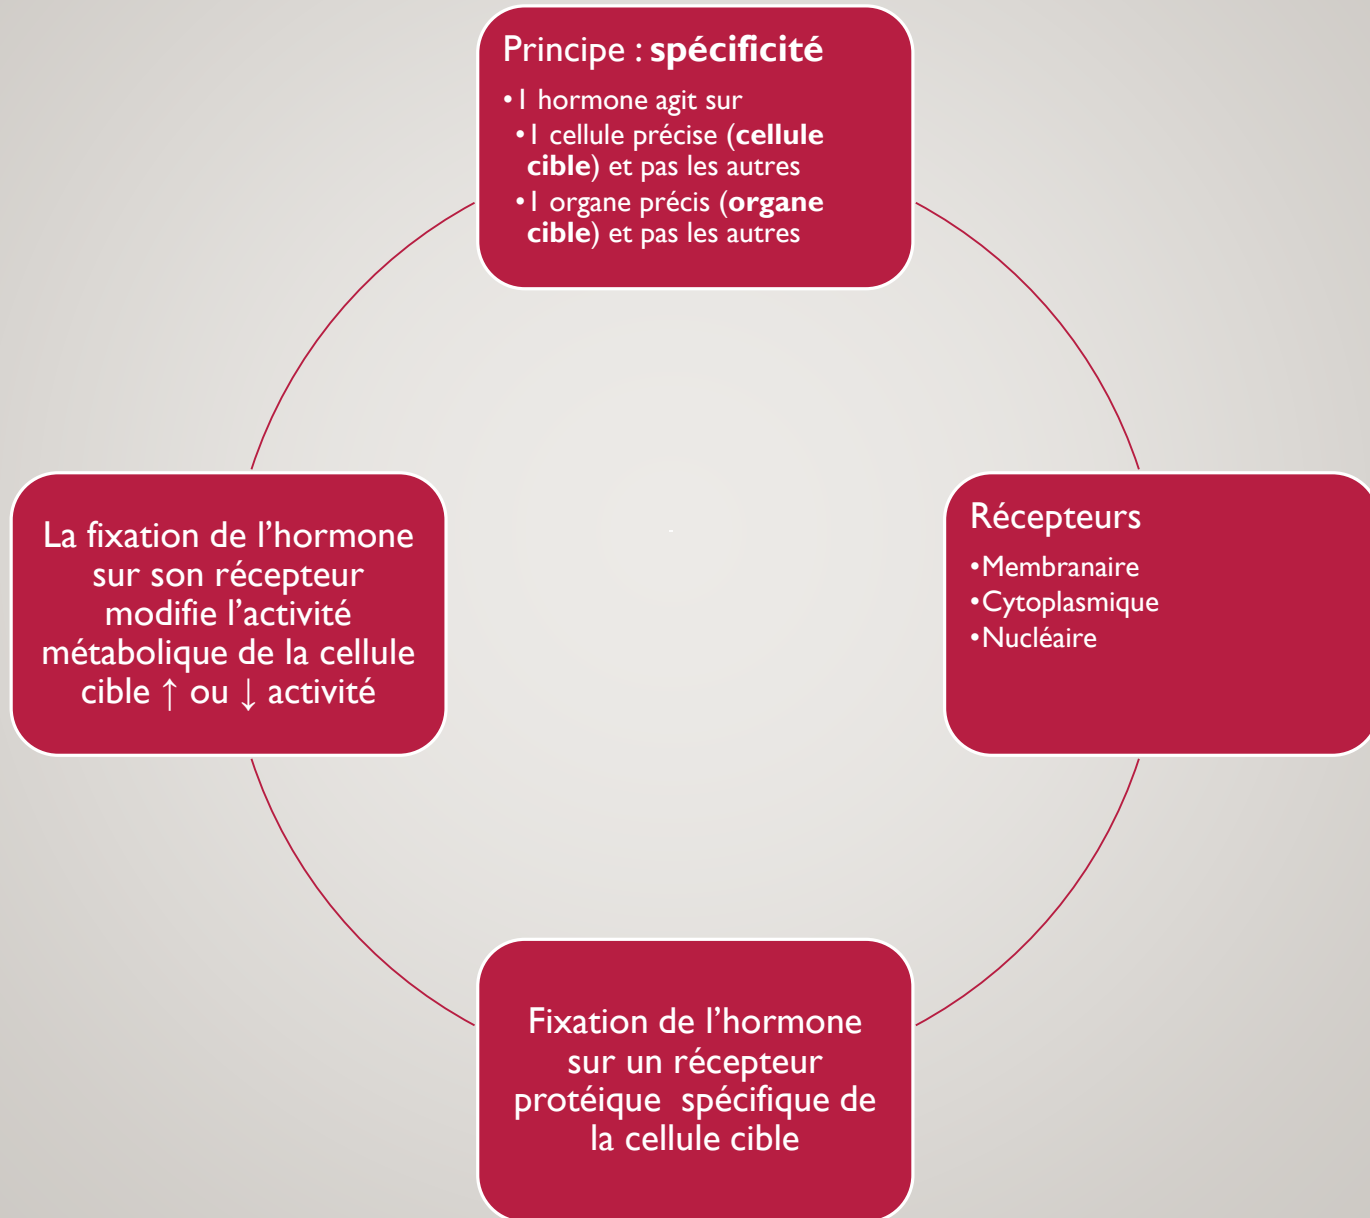 Principe : spécificité
•1 hormone agit sur
•1 cellule précise (cellule
cible) et pas les autres
•1 organe précis (organe
cible) et pas les autres
Récepteurs
•Membranaire
•Cytoplasmique
•Nucléaire
Fixation de l’hormone
sur un récepteur
protéique  spécifique de
la cellule cible
La fixation de l’hormone
sur son récepteur
modifie l’activité
métabolique de la cellule
cible ↑ ou ↓ activité